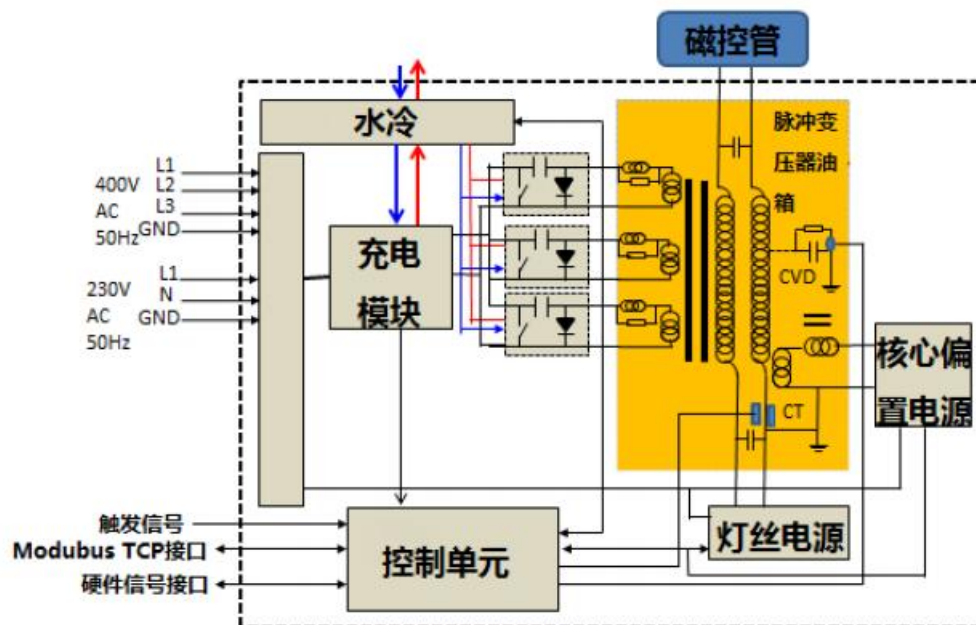 磁控管
水冷
脉冲变
压器油
箱
400V
AC
50Hz
L1
L2
L3
GND
230V
AC
50Hz
L1
N
GND
充电
模块
CVD
核心偏
置电源
CT
触发信号
Modubus TCP接口
硬件信号接口
控制单元
灯丝电源